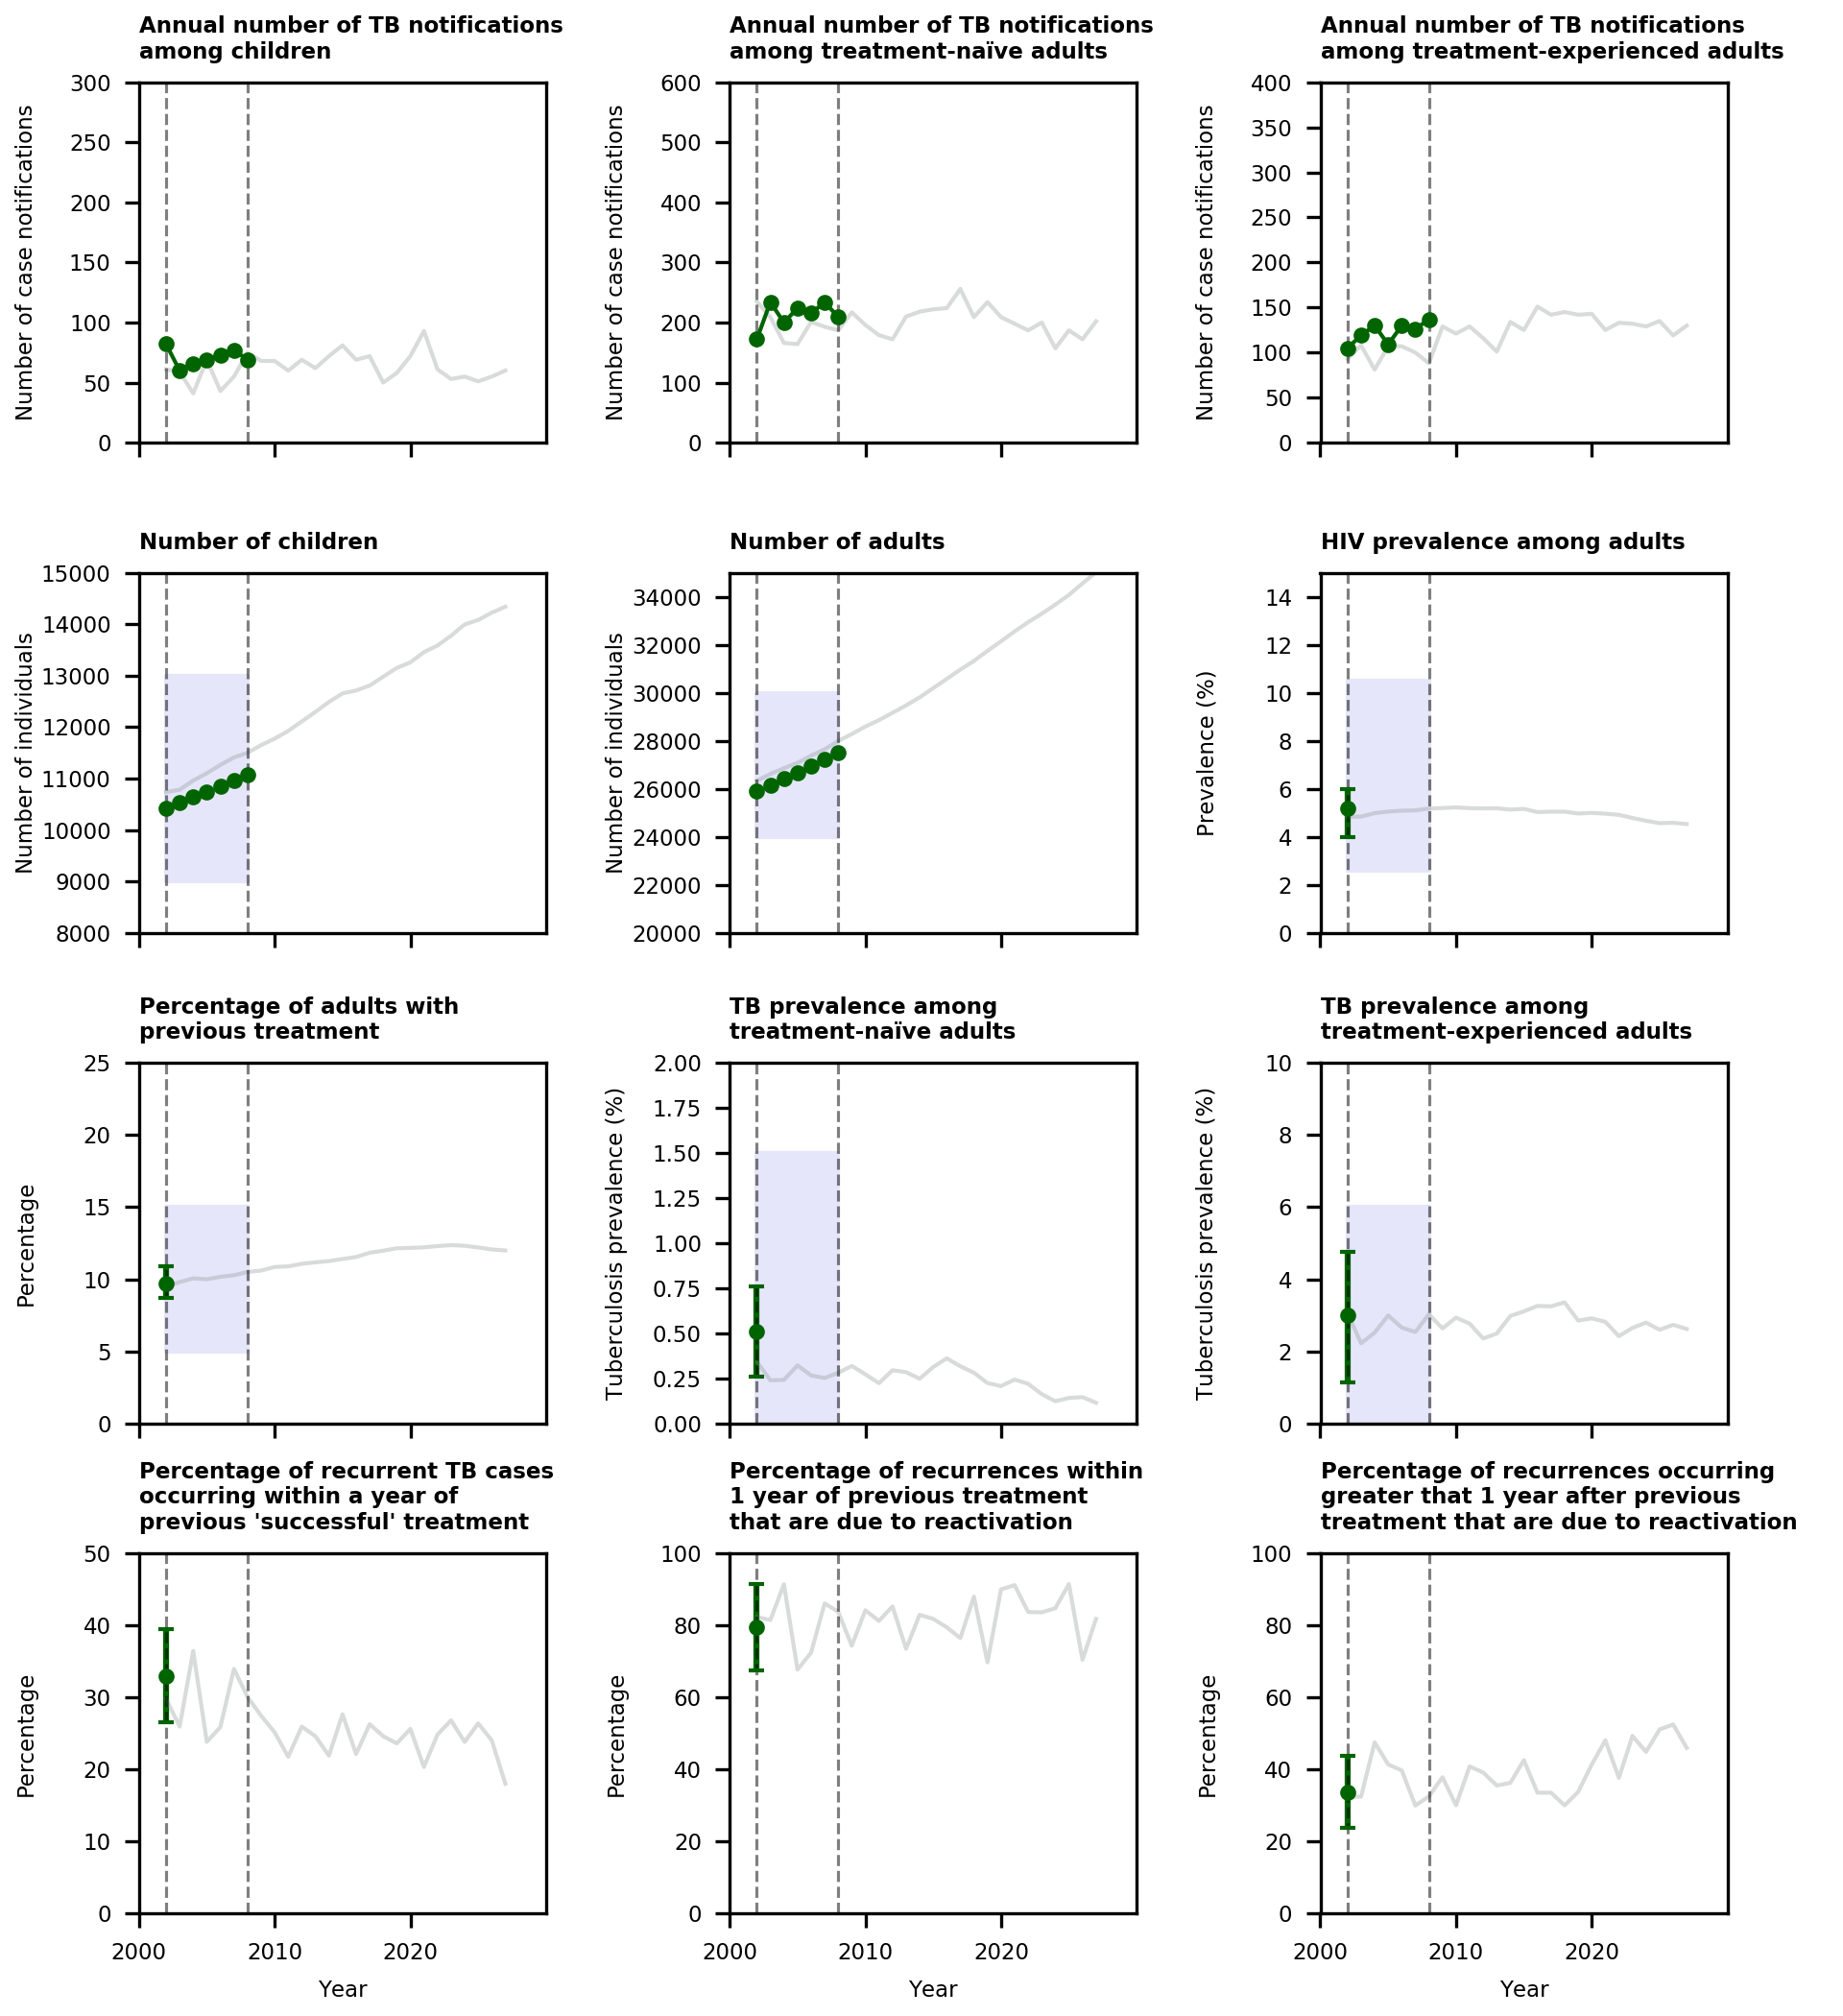 Annual number of TB notifications
among children
Number of case notifications
300
250
200
150
100
50
0
Annual number of TB notifications
among treatment-naïve adults
Number of case notifications
600
500
400
300
200
100
0
Annual number of TB notifications
among treatment-experienced adults
Number of case notifications
400
350
300
250
200
150
100
50
0
Number of children
Number of individuals
15000
14000
13000
12000
11000
10000
9000
8000
Number of adults
Number of individuals
34000
32000
30000
28000
26000
24000
22000
20000
HIV prevalence among adults
Prevalence (%)
14
12
10
8
6
4
2
0
Percentage of adults with
previous treatment
Percentage
25
20
15
10
5
0
TB prevalence among
treatment-naïve adults
Tuberculosis prevalence (%)
2.00
1.75
1.50
1.25
1.00
0.75
0.50
0.25
0.00
TB prevalence among
treatment-experienced adults
Tuberculosis prevalence (%)
10
8
6
4
2
0
Percentage of recurrent TB cases
occurring within a year of
previous 'successful' treatment
Percentage
50
40
30
20
10
0
2000 2010 2020
Year
Percentage of recurrences within
1 year of previous treatment
that are due to reactivation
Percentage
100
80
60
40
20
0
2000 2010 2020
Year
Percentage of recurrences occurring
greater that 1 year after previous
treatment that are due to reactivation
Percentage
100
80
60
40
20
0
2000 2010 2020
Year